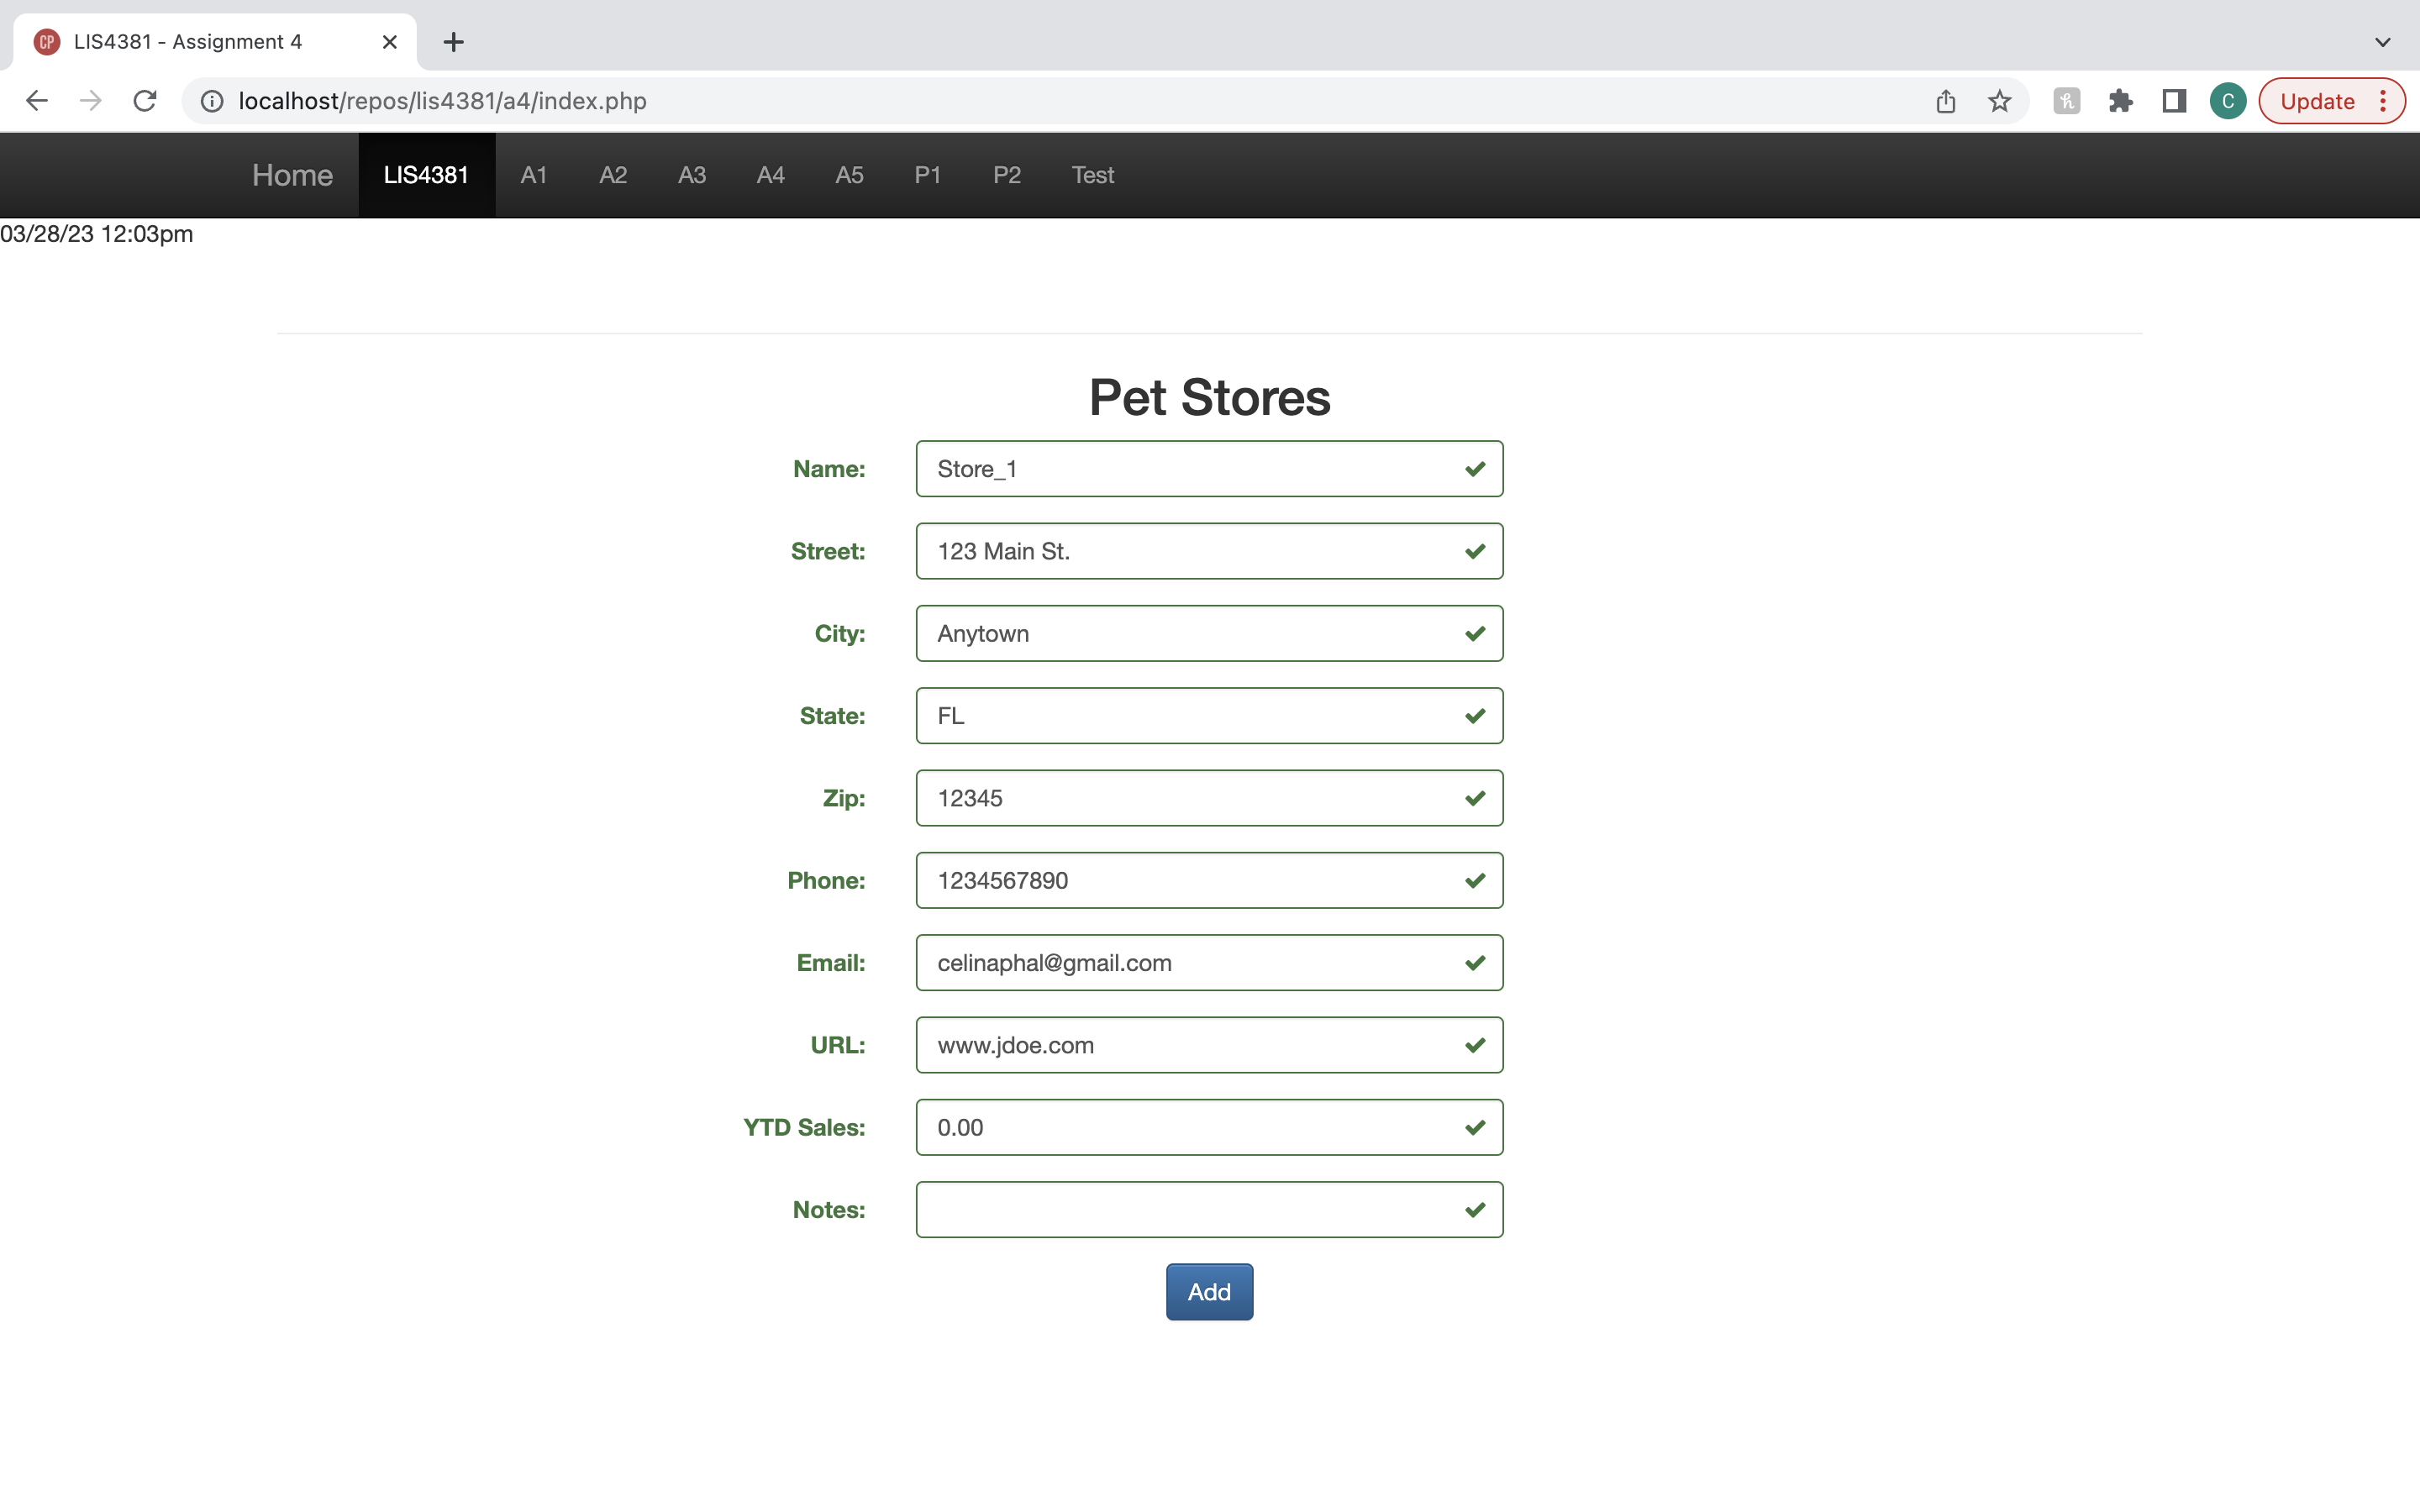 CP LIS4381 - Assignment 4
localhost/repos/lis4381/a4/index.php C Update
Home LIS4381 A1 A2 A3 A4 A5 P1 P2 Test
03/28/23 12:03pm
Pet Stores
Name: Store_1
Street: 123 Main St.
City: Anytown
State: FL
Zip: 12345
Phone: 1234567890
Email: celinaphal@gmail.com
URL: www.jdoe.com
YTD Sales: 0.00
Notes:
Add